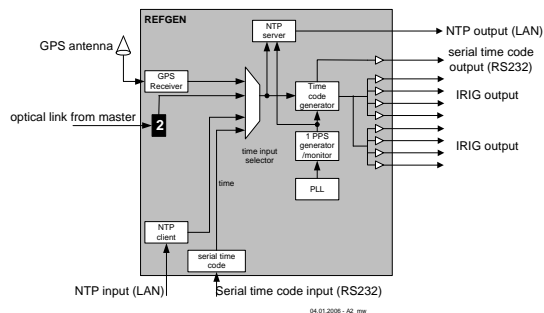 REFGEN
GPS antenna
NTP
server
NTP output (LAN)
serial time code
output (RS232)
GPS
Receiver
Time
code
generator
IRIG output
optical link from master
2
time input
selector
1 PPS
generator
/monitor
IRIG output
PLL
time
NTP
client
serial time
code
NTP input (LAN)
Serial time code input (RS232)
04.01.2006 - A2 mw